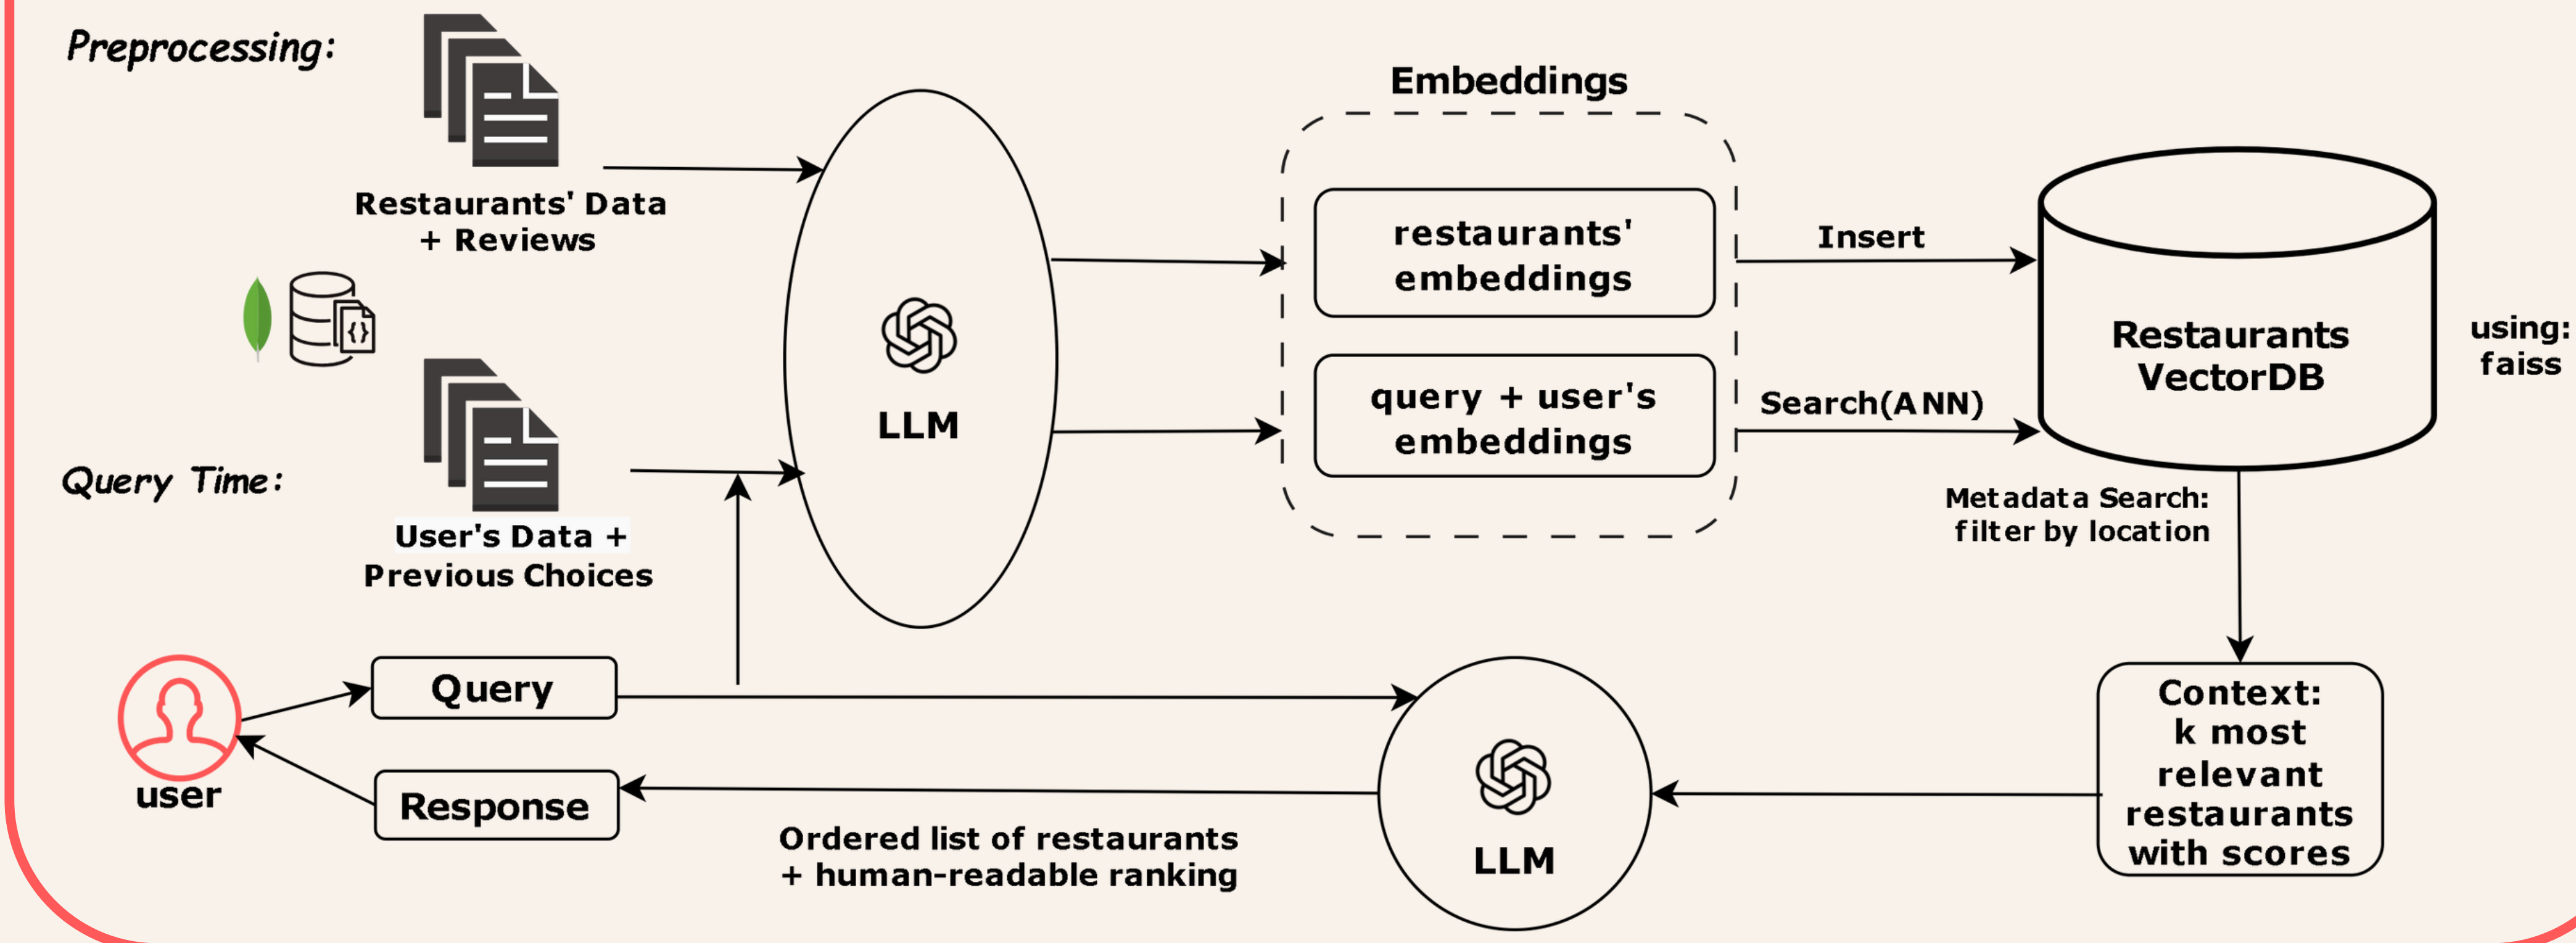 Preprocessing:
Restaurants' Data
+ Reviews
Query Time:
User's Data +
Previous Choices
LLM
Embeddings
restaurants'
embeddings
query + user's
embeddings
Insert
Search(ANN)
Restaurants
VectorDB
using:
faiss
Metadata Search:
filter by location
Context:
k most
relevant
restaurants
with scores
user
Query
Response
Ordered list of restaurants
+ human-readable ranking
LLM
{}